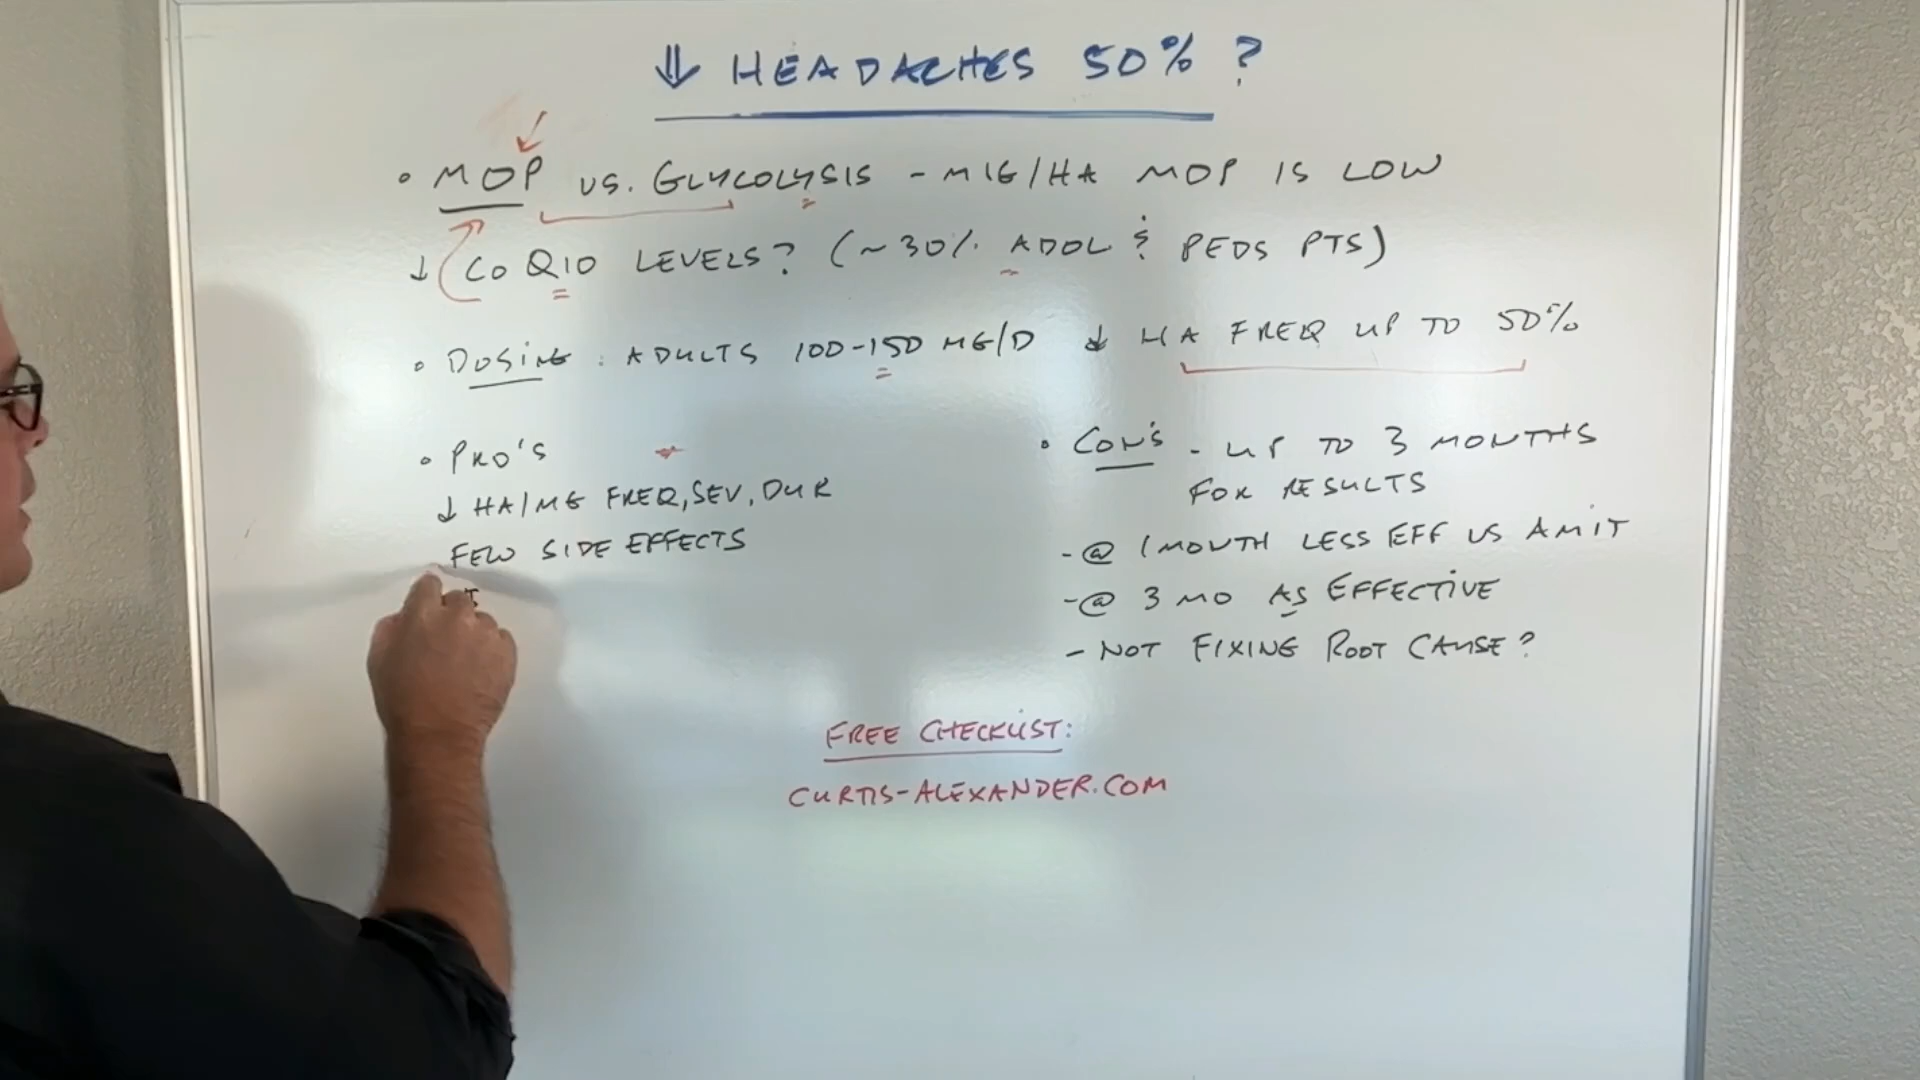 ⇓ HEADACHES 50% ?
• MOP VS. GLYCOLYSIS - MIG/HA MOP IS LOW
↓ CO Q10 LEVELS? (~30% ADOL & PEDS PTS)
• DOSING : ADULTS 100-150 MG/D ↓ HA FREQ UP TO 50%
• PRO'S
↓ HA/MG FREQ, SEV, DUR
FEW SIDE EFFECTS
• CON'S - UP TO 3 MONTHS
FOR RESULTS
- @ 1 MONTH LESS EFF VS AMIT
- @ 3 MO AS EFFECTIVE
- NOT FIXING ROOT CAUSE?
FREE CHECKLIST:
CURTIS-ALEXANDER.COM